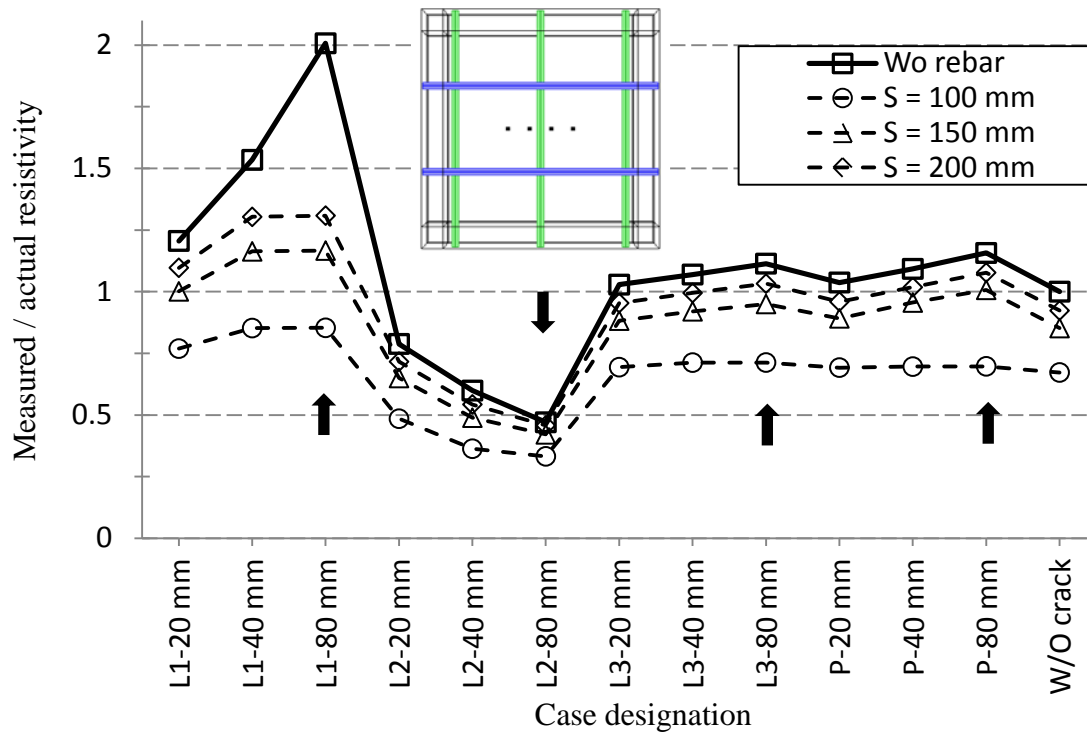 Measured / actual resistivity
2
1.5
1
0.5
0
Wo rebar
S = 100 mm
S = 150 mm
S = 200 mm
L1-20 mm
L1-40 mm
L1-80 mm
L2-20 mm
L2-40 mm
L2-80 mm
L3-20 mm
L3-40 mm
L3-80 mm
P-20 mm
P-40 mm
P-80 mm
W/O crack
Case designation